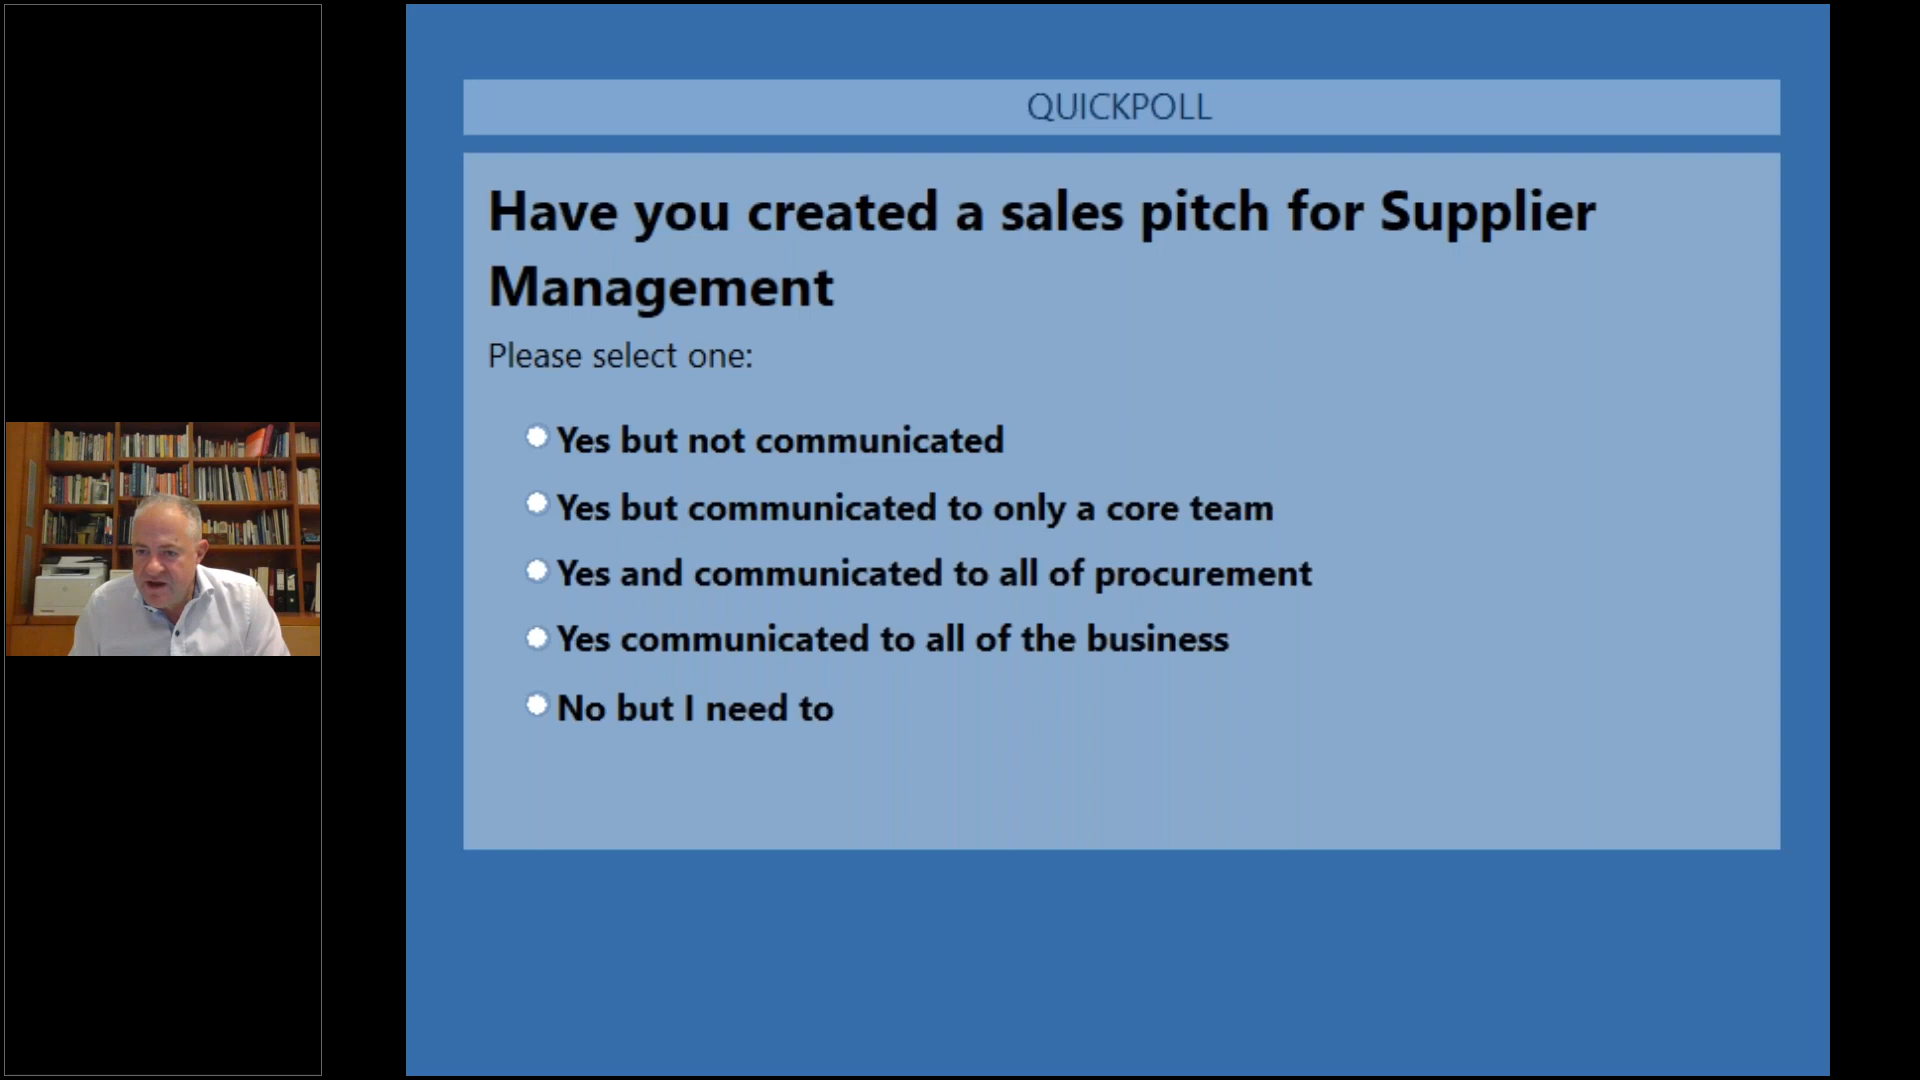 QUICKPOLL
Have you created a sales pitch for Supplier
Management
Please select one:
Yes but not communicated
Yes but communicated to only a core team
Yes and communicated to all of procurement
Yes communicated to all of the business
No but I need to